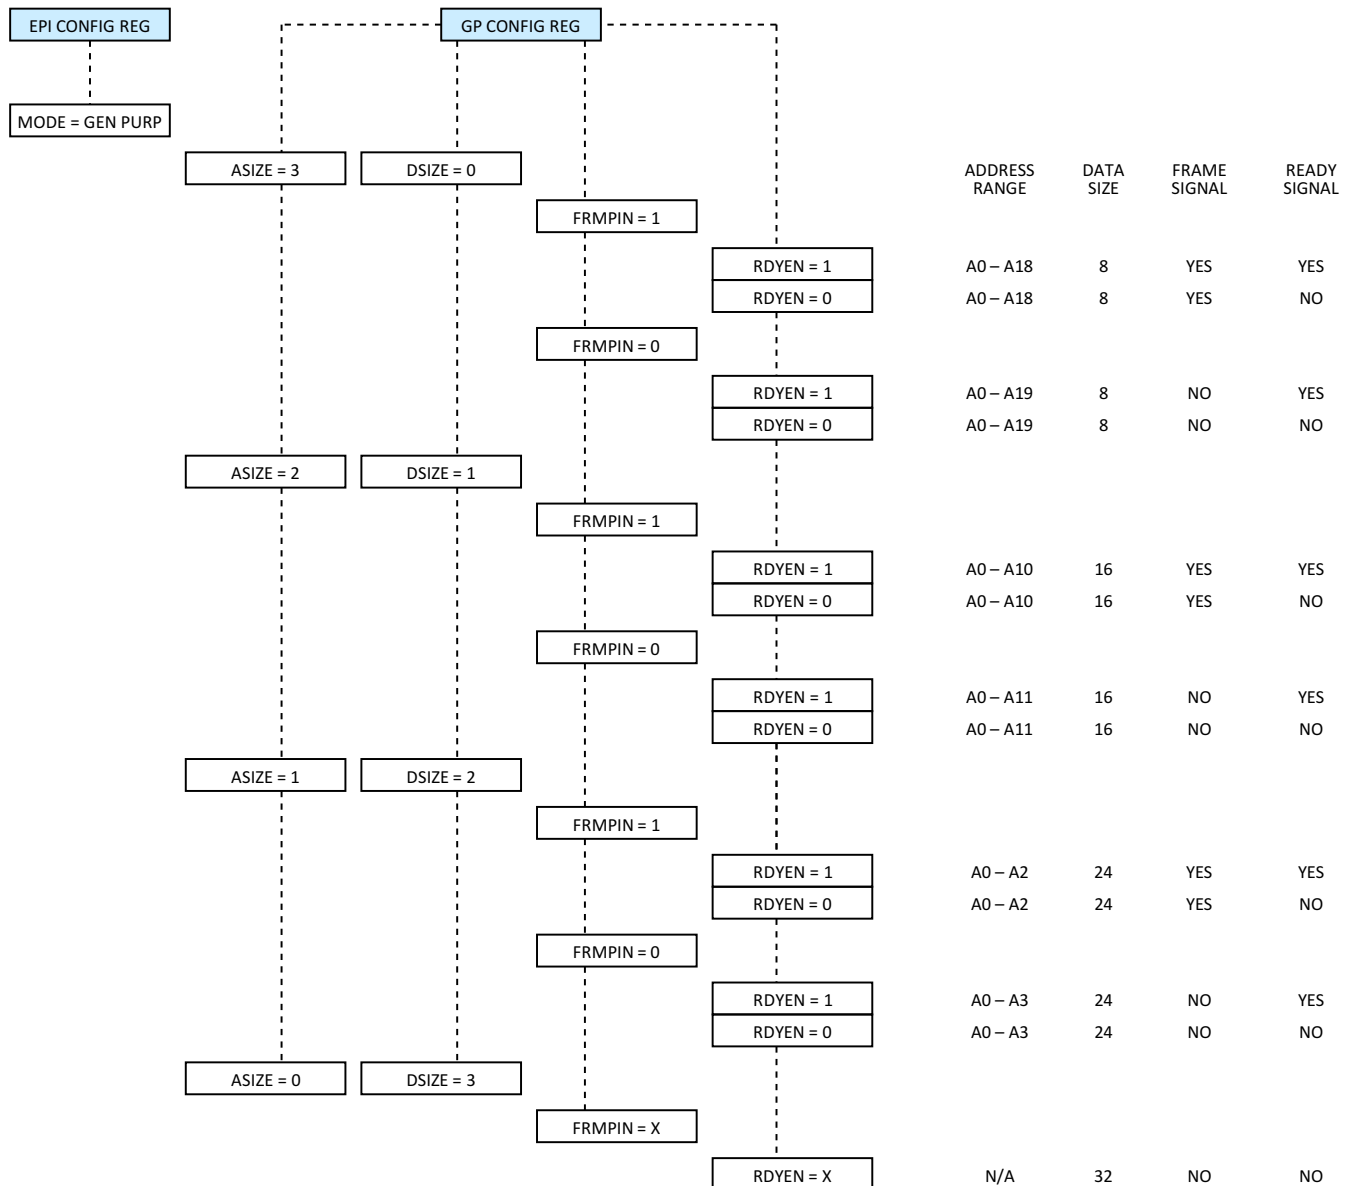 EPI CONFIG REG
GP CONFIG REG
MODE = GEN PURP
ASIZE = 3
DSIZE = 0
ADDRESS RANGE
DATA SIZE
FRAME SIGNAL
READY SIGNAL
FRMPIN = 1
RDYEN = 1 A0 – A18 8 YES YES
RDYEN = 0 A0 – A18 8 YES NO
FRMPIN = 0
RDYEN = 1 A0 – A19 8 NO YES
RDYEN = 0 A0 – A19 8 NO NO
ASIZE = 2
DSIZE = 1
FRMPIN = 1
RDYEN = 1 A0 – A10 16 YES YES
RDYEN = 0 A0 – A10 16 YES NO
FRMPIN = 0
RDYEN = 1 A0 – A11 16 NO YES
RDYEN = 0 A0 – A11 16 NO NO
ASIZE = 1
DSIZE = 2
FRMPIN = 1
RDYEN = 1 A0 – A2 24 YES YES
RDYEN = 0 A0 – A2 24 YES NO
FRMPIN = 0
RDYEN = 1 A0 – A3 24 NO YES
RDYEN = 0 A0 – A3 24 NO NO
ASIZE = 0
DSIZE = 3
FRMPIN = X
RDYEN = X N/A 32 NO NO